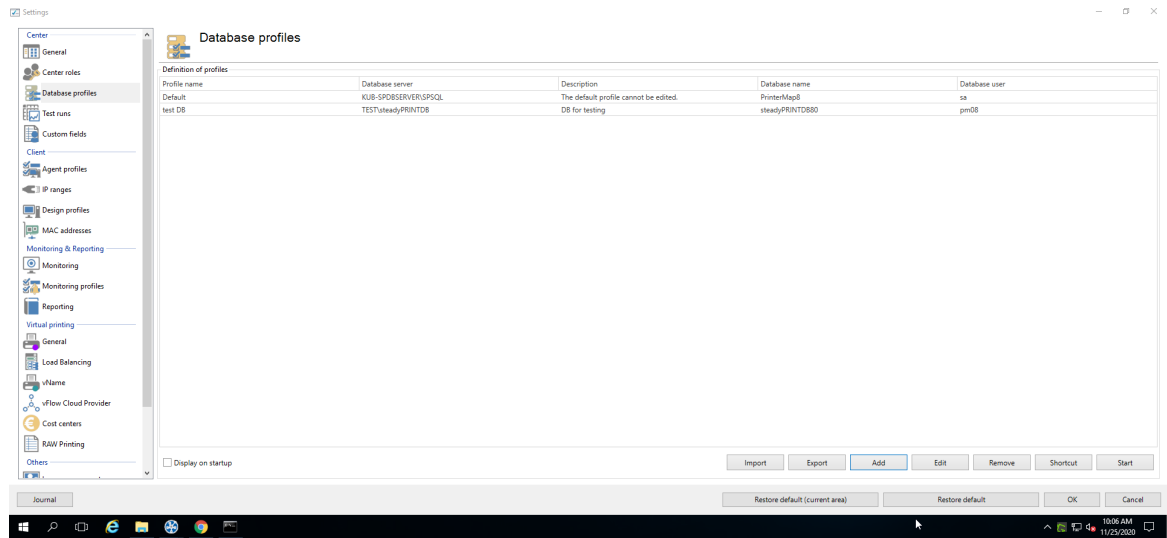 Settings
Center
General
Center roles
Database profiles
Test runs
Custom fields
Client
Agent profiles
IP ranges
Design profiles
MAC addresses
Monitoring & Reporting
Monitoring
Monitoring profiles
Reporting
Virtual printing
General
Load Balancing
vName
vFlow Cloud Provider
Cost centers
RAW Printing
Others
Database profiles
Definition of profiles
Profile name Database server Description Database name Database user
Default KUB-SPDBSERVER\SPSQL The default profile cannot be edited. PrinterMap8 sa
test DB TEST\steadyPRINTDB DB for testing steadyPRINTDB80 pm08
Display on startup Import Export Add Edit Remove Shortcut Start
Journal Restore default (current area) Restore default OK Cancel
10:06 AM
11/25/2020